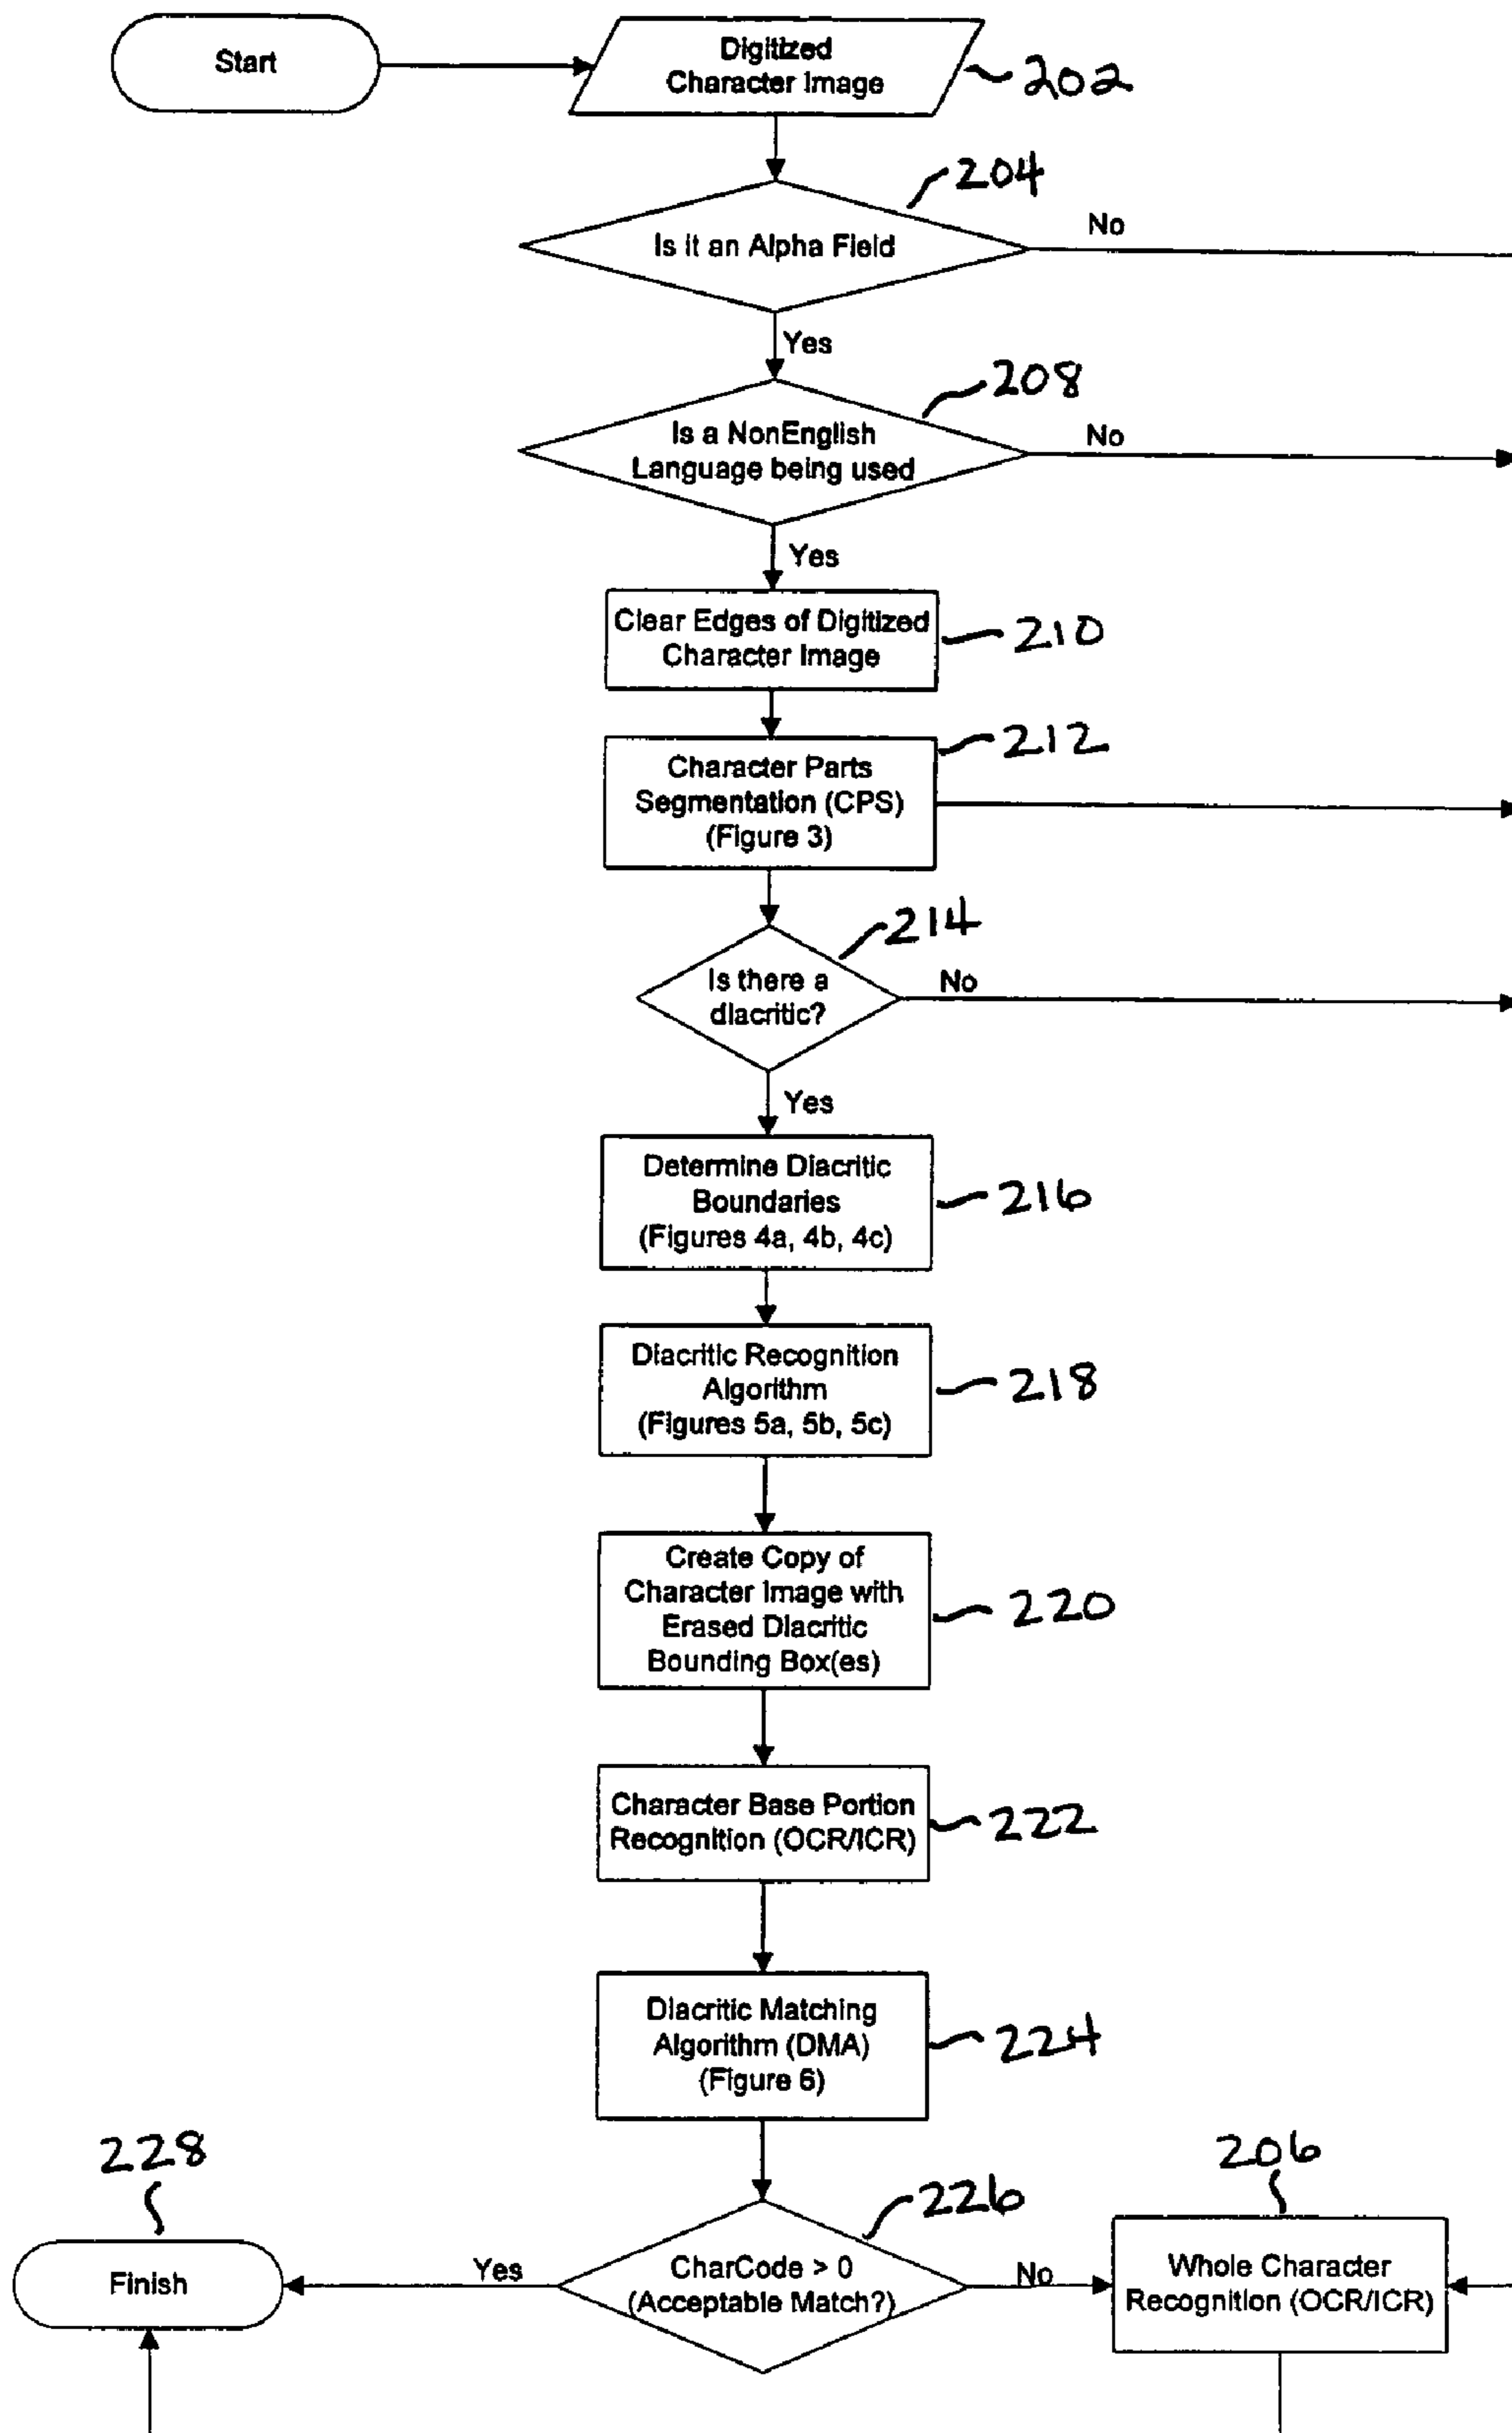 Start
Digitized
Character Image
202
204
Is it an Alpha Field
No
Yes
208
Is a NonEnglish
Language being used
No
Yes
Clear Edges of Digitized
Character Image
210
Character Parts
Segmentation (CPS)
(Figure 3)
212
214
Is there a
diacritic?
No
Yes
Determine Diacritic
Boundaries
(Figures 4a, 4b, 4c)
216
Diacritic Recognition
Algorithm
(Figures 5a, 5b, 5c)
218
Create Copy of
Character Image with
Erased Diacritic
Bounding Box(es)
220
Character Base Portion
Recognition (OCR/ICR)
222
Diacritic Matching
Algorithm (DMA)
(Figure 6)
224
228
Finish
Yes
226
CharCode > 0
(Acceptable Match?)
No
206
Whole Character
Recognition (OCR/ICR)